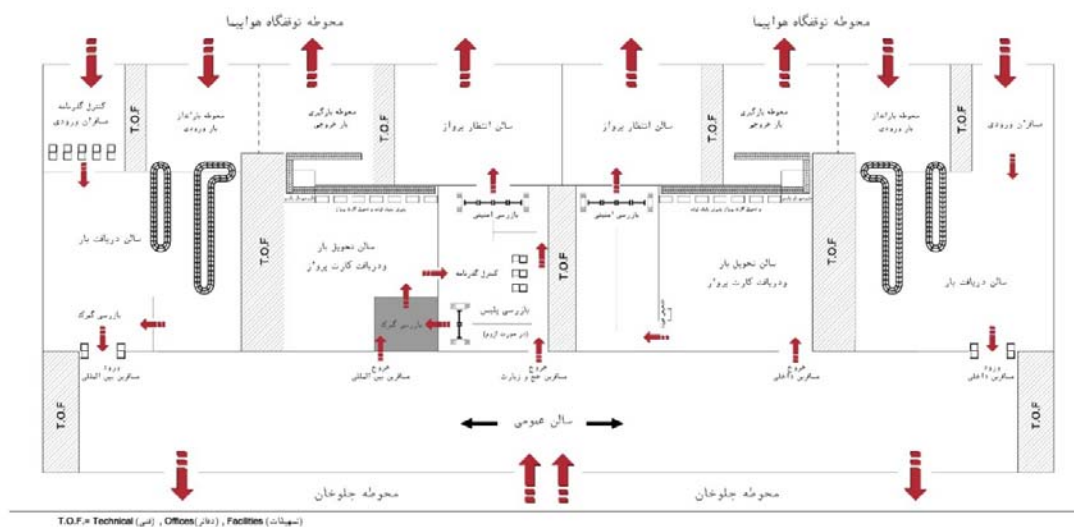 محوطه توقفگاه هواپیما
محوطه توقفگاه هواپیما
کنترل گذرنامه
مسافران ورودی
T.O.F
محوطه بارانداز
بار ورودی
محوطه بارگیری
بار خروجی
T.O.F
سالن انتظار پرواز
سالن انتظار پرواز
T.O.F
محوطه بارگیری
بار خروجی
محوطه بارانداز
بار ورودی
T.O.F
مسافران ورودی
بازرسی امنیتی
بازرسی امنیتی
سالن دریافت بار
T.O.F
سالن تحویل بار
ودریافت کارت پرواز
کنترل گذرنامه
T.O.F
سالن تحویل بار
ودریافت کارت پرواز
T.O.F
سالن دریافت بار
بازرسی گمرک
بازرسی گمرک
بازرسی پلیس
(در صورت لزوم)
ورود
مسافرین بین المللی
خروج
مسافرین بین المللی
خروج
مسافرین حج و زیارت
خروج
مسافرین داخلی
ورود
مسافرین داخلی
T.O.F
سالن عمومی
T.O.F
محوطه جلوخان
محوطه جلوخان
T.O.F.= Technical (فنی) , Offices (دفاتر) , Facilities (تسهیلات)